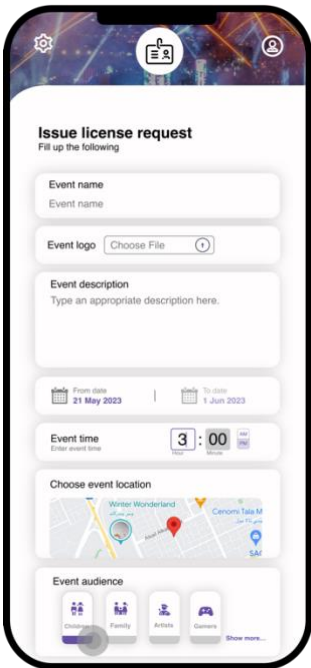 Issue license request
Fill up the following
Event name
Event name
Event logo Choose File
Event description
Type an appropriate description here.
From date To date
21 May 2023 1 Jun 2023
Event time 3 : 00 AM
Enter event time Hour Minute PM
Choose event location
Winter Wonderland
Cenomi Tala M
Event audience
Children Family Artists Gamers
Show more...